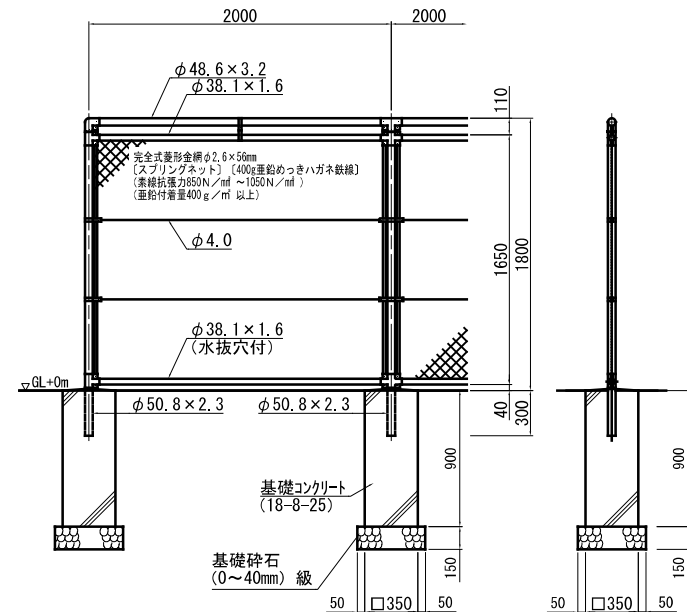 2000
2000
φ48.6×3.2
φ38.1×1.6
110
完全式菱形金網φ2.6×56mm
〔スプリングネット〕〔400g亜鉛めっきハガネ鉄線〕
(素線抗張力850N/㎟ ~1050N/㎟)
(亜鉛付着量400g/㎡ 以上)
φ4.0
1650
1800
φ38.1×1.6
(水抜穴付)
▽GL+0m
φ50.8×2.3
φ50.8×2.3
40
300
900
900
基礎コンクリート
(18-8-25)
基礎砕石
(0~40mm) 級
150
150
50 □350 50
50 □350 50